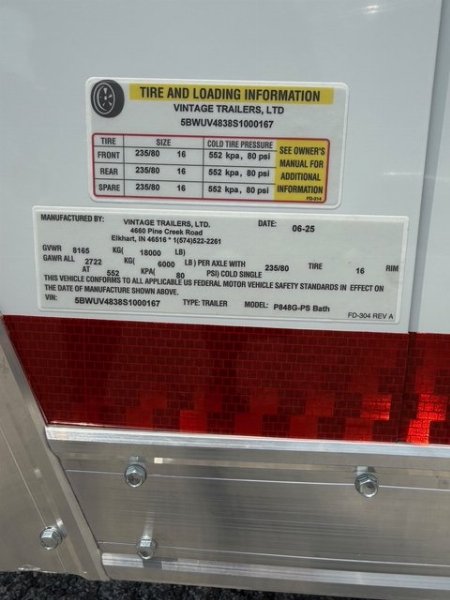 TIRE AND LOADING INFORMATION
VINTAGE TRAILERS, LTD
5BWUV4838S1000167
TIRE SIZE COLD TIRE PRESSURE SEE OWNER'S MANUAL FOR ADDITIONAL INFORMATION
FRONT 235/80 16 552 kpa, 80 psi
REAR 235/80 16 552 kpa, 80 psi
SPARE 235/80 16 552 kpa, 80 psi
FD-214
MANUFACTURED BY: VINTAGE TRAILERS, LTD. DATE: 06-25
4660 Pine Creek Road
Elkhart, IN 46516 * 1(574)522-2261
GVWR 8165 KG( 18000 LB)
GAWR ALL 2722 KG( 6000 LB) PER AXLE WITH 235/80 TIRE 16 RIM
AT 552 KPA( 80 PSI) COLD SINGLE
THIS VEHICLE CONFORMS TO ALL APPLICABLE US FEDERAL MOTOR VEHICLE SAFETY STANDARDS IN EFFECT ON
THE DATE OF MANUFACTURE SHOWN ABOVE.
VIN: 5BWUV4838S1000167 TYPE: TRAILER MODEL: P848G-PS Bath
FD-304 REV A